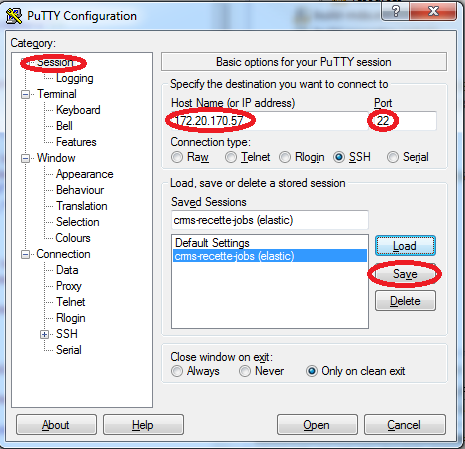 PuTTY Configuration
Category:
Session
Logging
Terminal
Keyboard
Bell
Features
Window
Appearance
Behaviour
Translation
Selection
Colours
Connection
Data
Proxy
Telnet
Rlogin
SSH
Serial
Basic options for your PuTTY session
Specify the destination you want to connect to
Host Name (or IP address) Port
172.20.170.57 22
Connection type:
Raw Telnet Rlogin SSH Serial
Load, save or delete a stored session
Saved Sessions
crms-recette-jobs (elastic)
Default Settings
crms-recette-jobs (elastic)
Load
Save
Delete
Close window on exit:
Always Never Only on clean exit
About Help Open Cancel